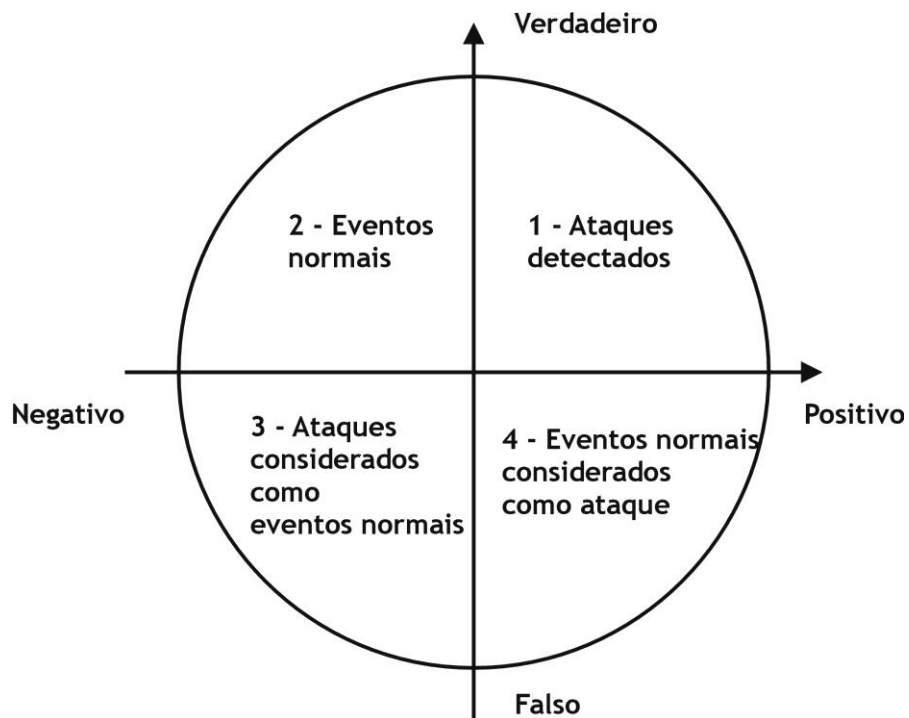 Verdadeiro
2 - Eventos
normais
1 - Ataques
detectados
Negativo
Positivo
3 - Ataques
considerados
como
eventos normais
4 - Eventos normais
considerados
como ataque
Falso